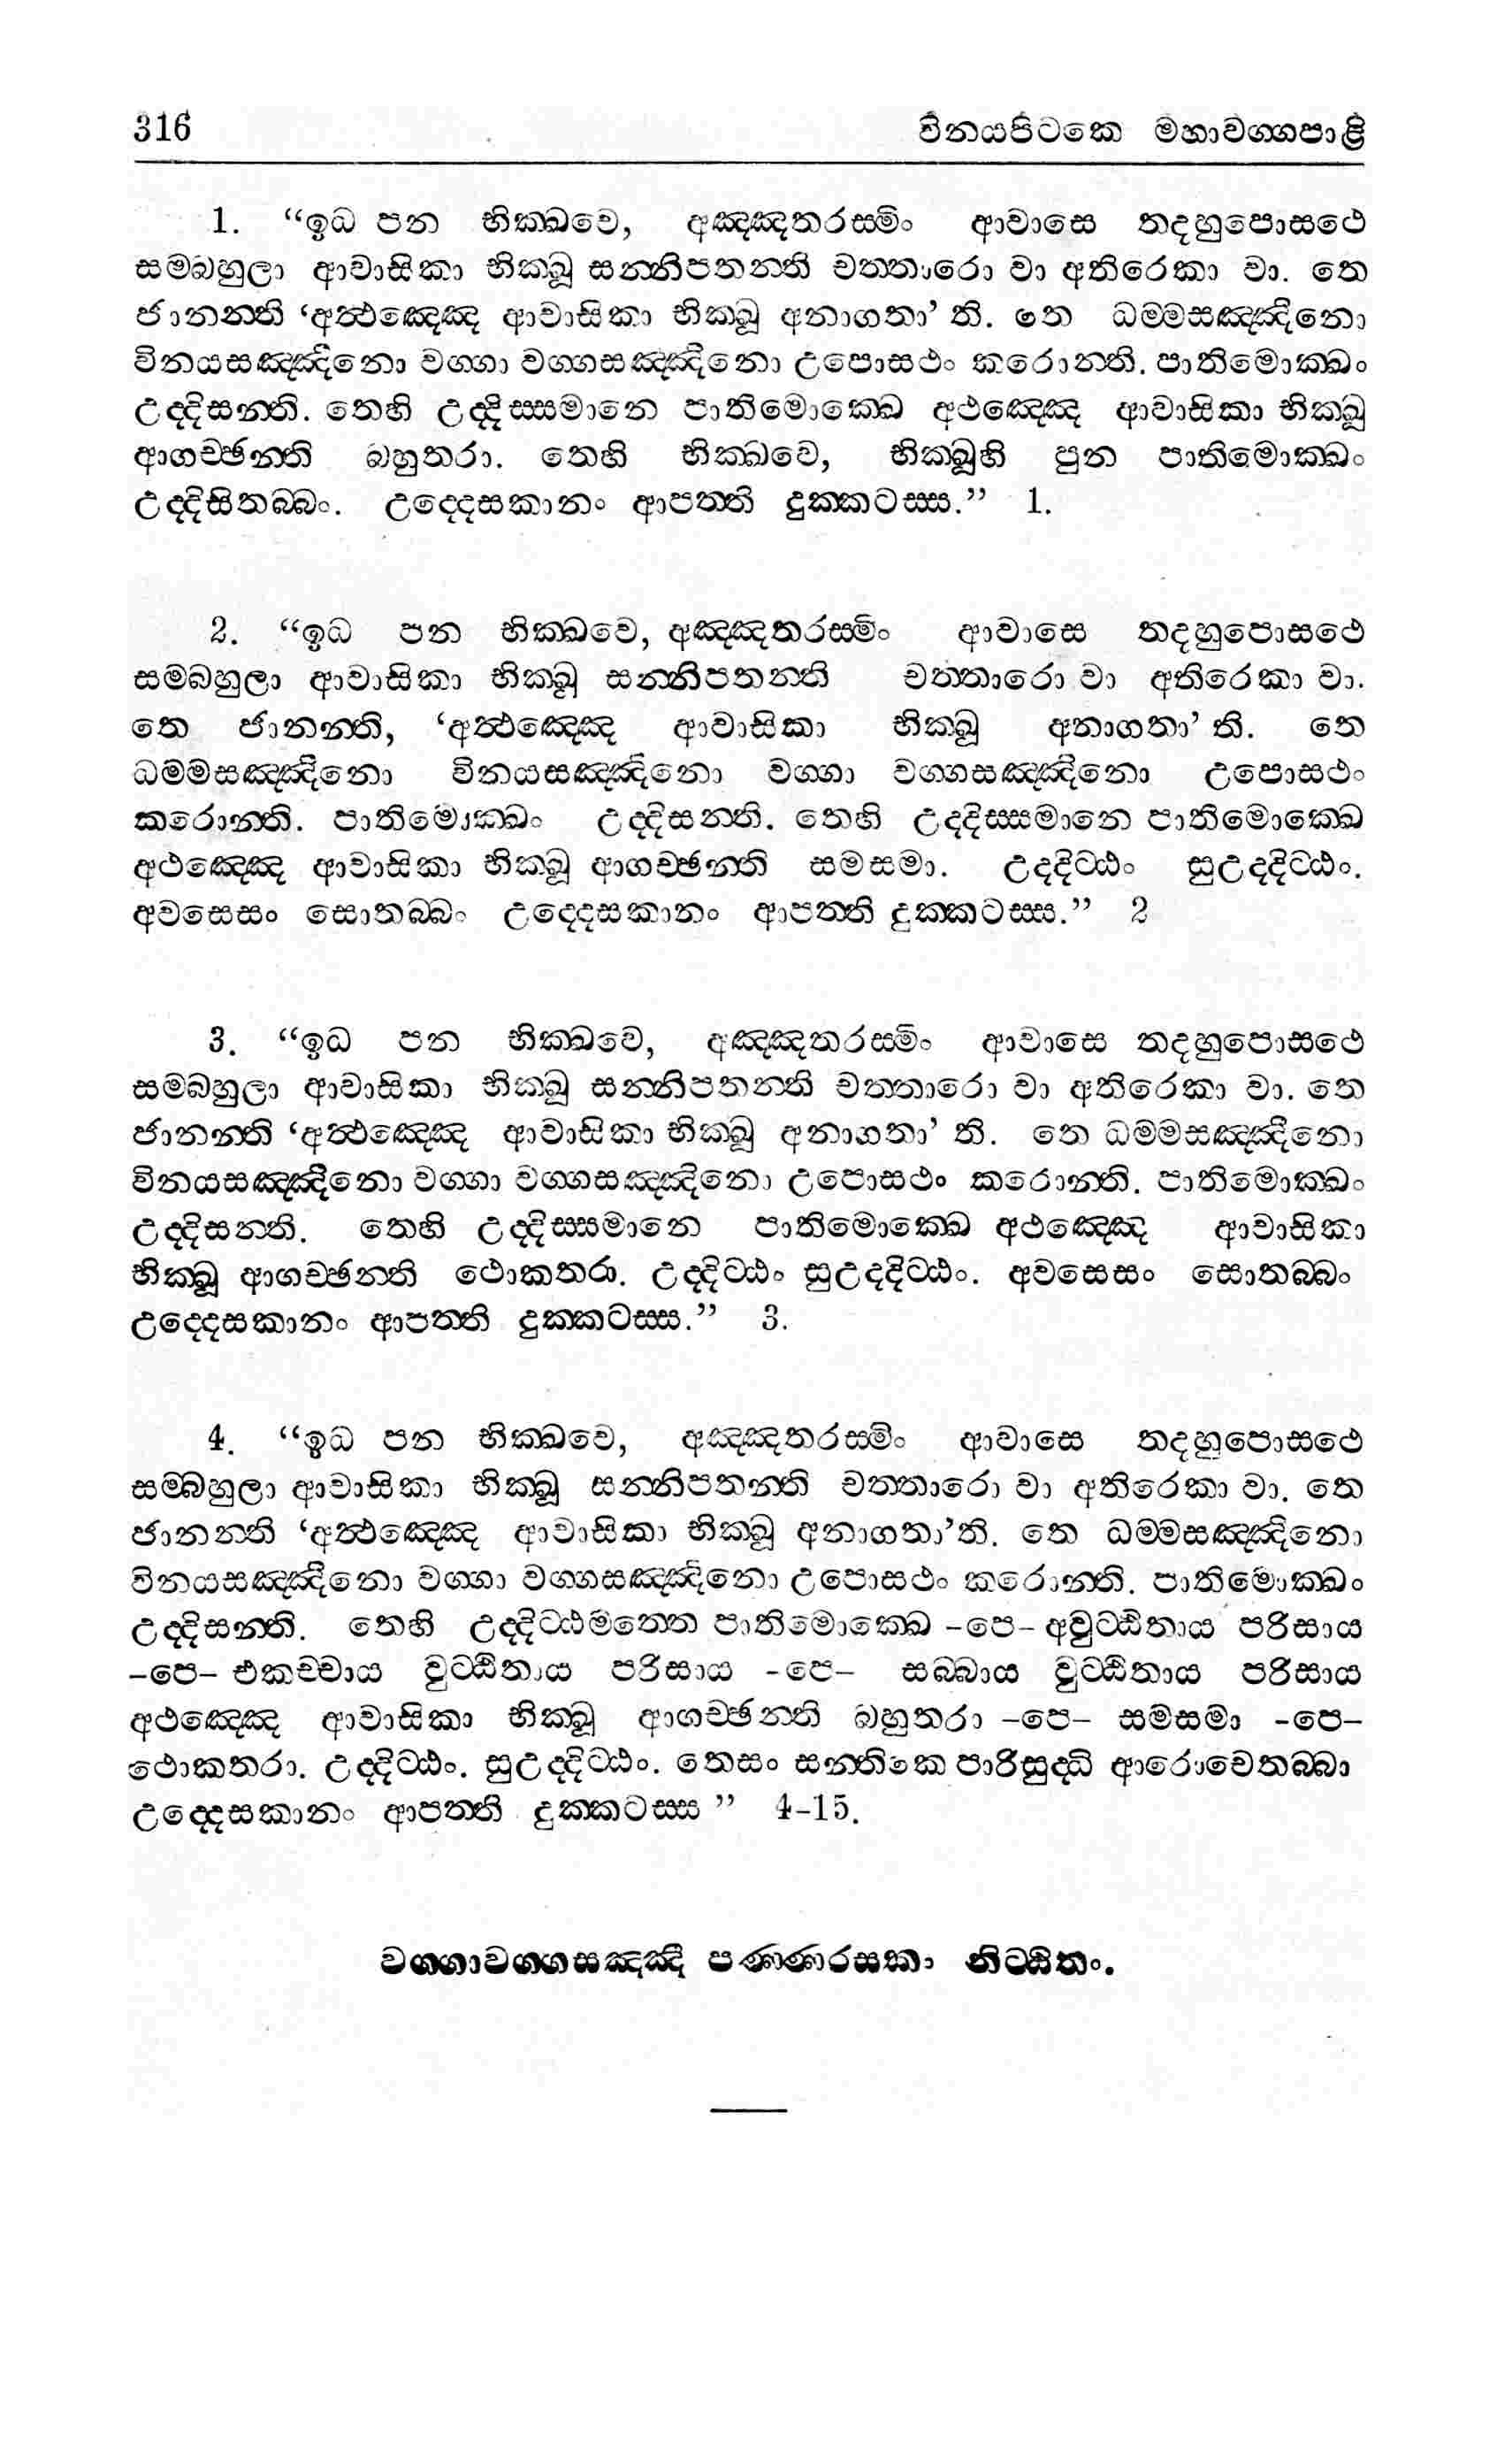 316 විනයපිටකෙ මහාවග්ගපාළි
1. “ඉධ පන භික්ඛවෙ, අඤ්ඤතරස්මිං ආවාසෙ තදහුපොසථෙ
සම්බහුලා ආවාසිකා භික්ඛූ සන්නිපතන්ති චත්තාරො වා අතිරෙකා වා. තෙ
ජානන්ති ‘අත්ථඤ්ඤෙ ආවාසිකා භික්ඛූ අනාගතා’ ති. තෙ ධම්මසඤ්ඤිනො
විනයසඤ්ඤිනො වග්ගා වග්ගසඤ්ඤිනො උපොසථං කරොන්ති. පාතිමොක්ඛං
උද්දිසන්ති. තෙහි උද්දිස්සමානෙ පාතිමොක්ඛෙ අථඤ්ඤෙ ආවාසිකා භික්ඛූ
ආගච්ඡන්ති බහුතරා. තෙහි භික්ඛවෙ, භික්ඛූහි පුන පාතිමොක්ඛං
උද්දිසිතබ්බං. උද්දෙසකානං ආපත්ති දුක්කටස්ස.” 1.
2. “ඉධ පන භික්ඛවෙ, අඤ්ඤතරස්මිං ආවාසෙ තදහුපොසථෙ
සම්බහුලා ආවාසිකා භික්ඛූ සන්නිපතන්ති චත්තාරො වා අතිරෙකා වා.
තෙ ජානන්ති, ‘අත්ථඤ්ඤෙ ආවාසිකා භික්ඛූ අනාගතා’ ති. තෙ
ධම්මසඤ්ඤිනො විනයසඤ්ඤිනො වග්ගා වග්ගසඤ්ඤිනො උපොසථං
කරොන්ති. පාතිමොක්ඛං උද්දිසන්ති. තෙහි උද්දිස්සමානෙ පාතිමොක්ඛෙ
අථඤ්ඤෙ ආවාසිකා භික්ඛූ ආගච්ඡන්ති සමසමා. උද්දිට්ඨං සුඋද්දිට්ඨං.
අවසෙසං සොතබ්බං උද්දෙසකානං ආපත්ති දුක්කටස්ස.” 2
3. “ඉධ පන භික්ඛවෙ, අඤ්ඤතරස්මිං ආවාසෙ තදහුපොසථෙ
සම්බහුලා ආවාසිකා භික්ඛූ සන්නිපතන්ති චත්තාරො වා අතිරෙකා වා. තෙ
ජානන්ති ‘අත්ථඤ්ඤෙ ආවාසිකා භික්ඛූ අනාගතා’ ති. තෙ ධම්මසඤ්ඤිනො
විනයසඤ්ඤිනො වග්ගා වග්ගසඤ්ඤිනො උපොසථං කරොන්ති. පාතිමොක්ඛං
උද්දිසන්ති. තෙහි උද්දිස්සමානෙ පාතිමොක්ඛෙ අථඤ්ඤෙ ආවාසිකා
භික්ඛූ ආගච්ඡන්ති ථොකතරා. උද්දිට්ඨං සුඋද්දිට්ඨං. අවසෙසං සොතබ්බං
උද්දෙසකානං ආපත්ති දුක්කටස්ස.” 3.
4. “ඉධ පන භික්ඛවෙ, අඤ්ඤතරස්මිං ආවාසෙ තදහුපොසථෙ
සම්බහුලා ආවාසිකා භික්ඛූ සන්නිපතන්ති චත්තාරො වා අතිරෙකා වා. තෙ
ජානන්ති ‘අත්ථඤ්ඤෙ ආවාසිකා භික්ඛූ අනාගතා’ති. තෙ ධම්මසඤ්ඤිනො
විනයසඤ්ඤිනො වග්ගා වග්ගසඤ්ඤිනො උපොසථං කරොන්ති. පාතිමොක්ඛං
උද්දිසන්ති. තෙහි උද්දිට්ඨමත්තෙ පාතිමොක්ඛෙ -පෙ- අවුට්ඨිතාය පරිසාය
-පෙ- එකච්චාය වුට්ඨිතාය පරිසාය -පෙ- සබ්බාය වුට්ඨිතාය පරිසාය
අථඤ්ඤෙ ආවාසිකා භික්ඛූ ආගච්ඡන්ති බහුතරා -පෙ- සමසමා -පෙ-
ථොකතරා. උද්දිට්ඨං. සුඋද්දිට්ඨං. තෙසං සන්තිකෙ පාරිසුද්ධි ආරොචෙතබ්බා
උද්දෙසකානං ආපත්ති දුක්කටස්ස ” 4-15.
වග්ගාවග්ගසඤ්ඤී පණ්ණරසකං නිට්ඨිතං.